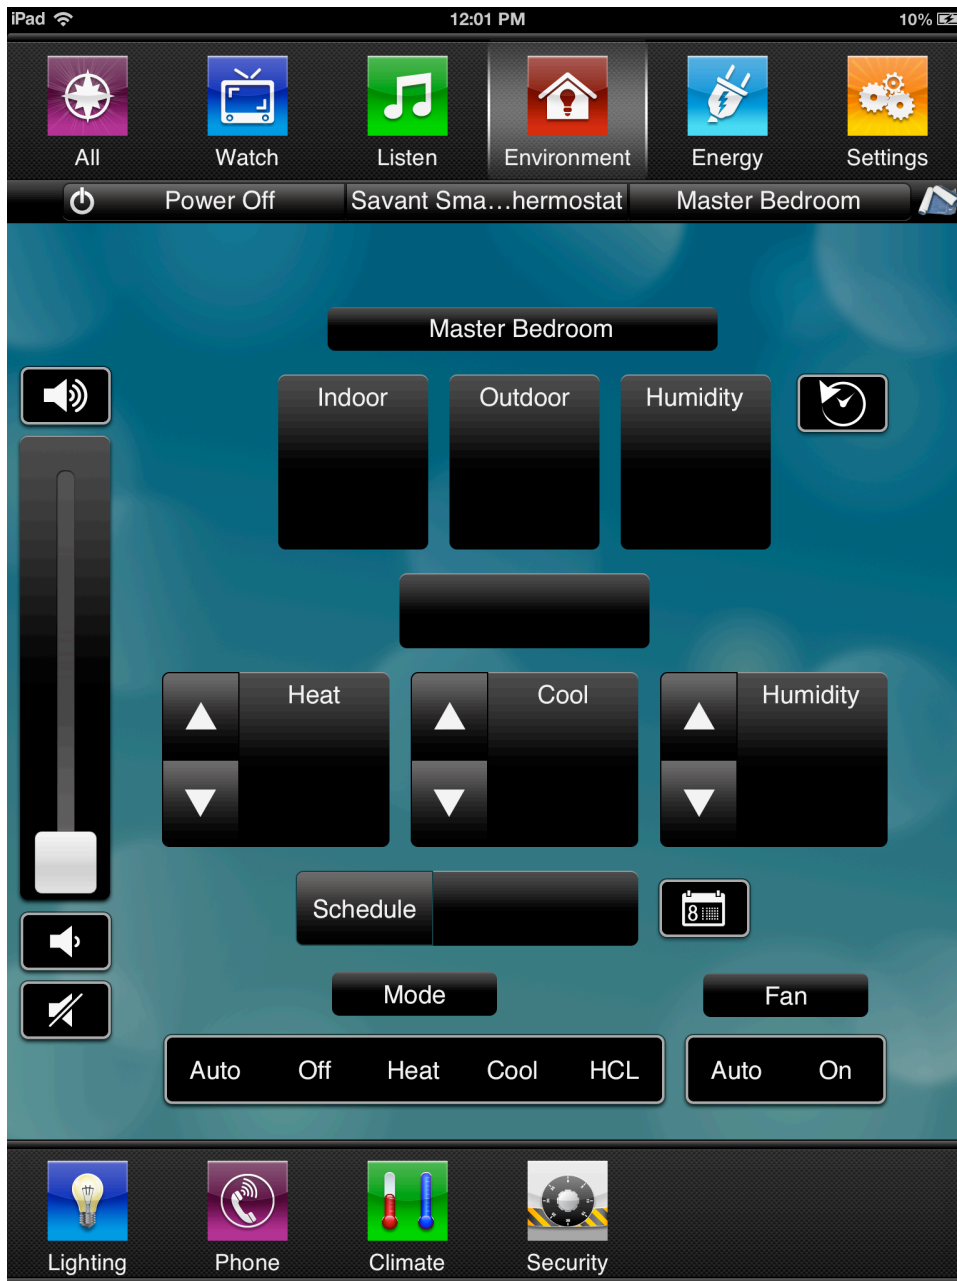 iPad 12:01 PM 10%
All Watch Listen Environment Energy Settings
Power Off Savant Sma...hermostat Master Bedroom
Master Bedroom
Indoor Outdoor Humidity
Heat Cool Humidity
Schedule 8
Mode Fan
Auto Off Heat Cool HCL Auto On
Lighting Phone Climate Security